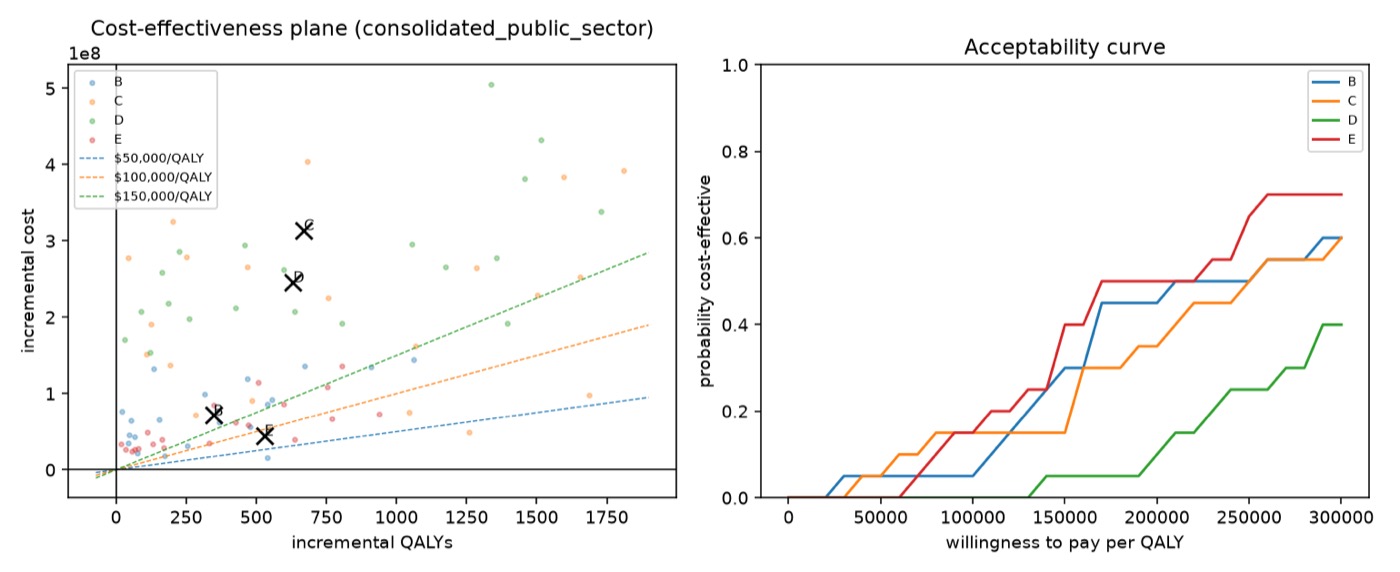 Cost-effectiveness plane (consolidated_public_sector)
1e8
B
C
D
E
$50,000/QALY
$100,000/QALY
$150,000/QALY
5
4
3
2
1
0
C
D
B
E
0
250
500
750
1000
1250
1500
1750
incremental cost
incremental QALYs
Acceptability curve
B
C
D
E
1.0
0.8
0.6
0.4
0.2
0.0
0
50000
100000
150000
200000
250000
300000
probability cost-effective
willingness to pay per QALY